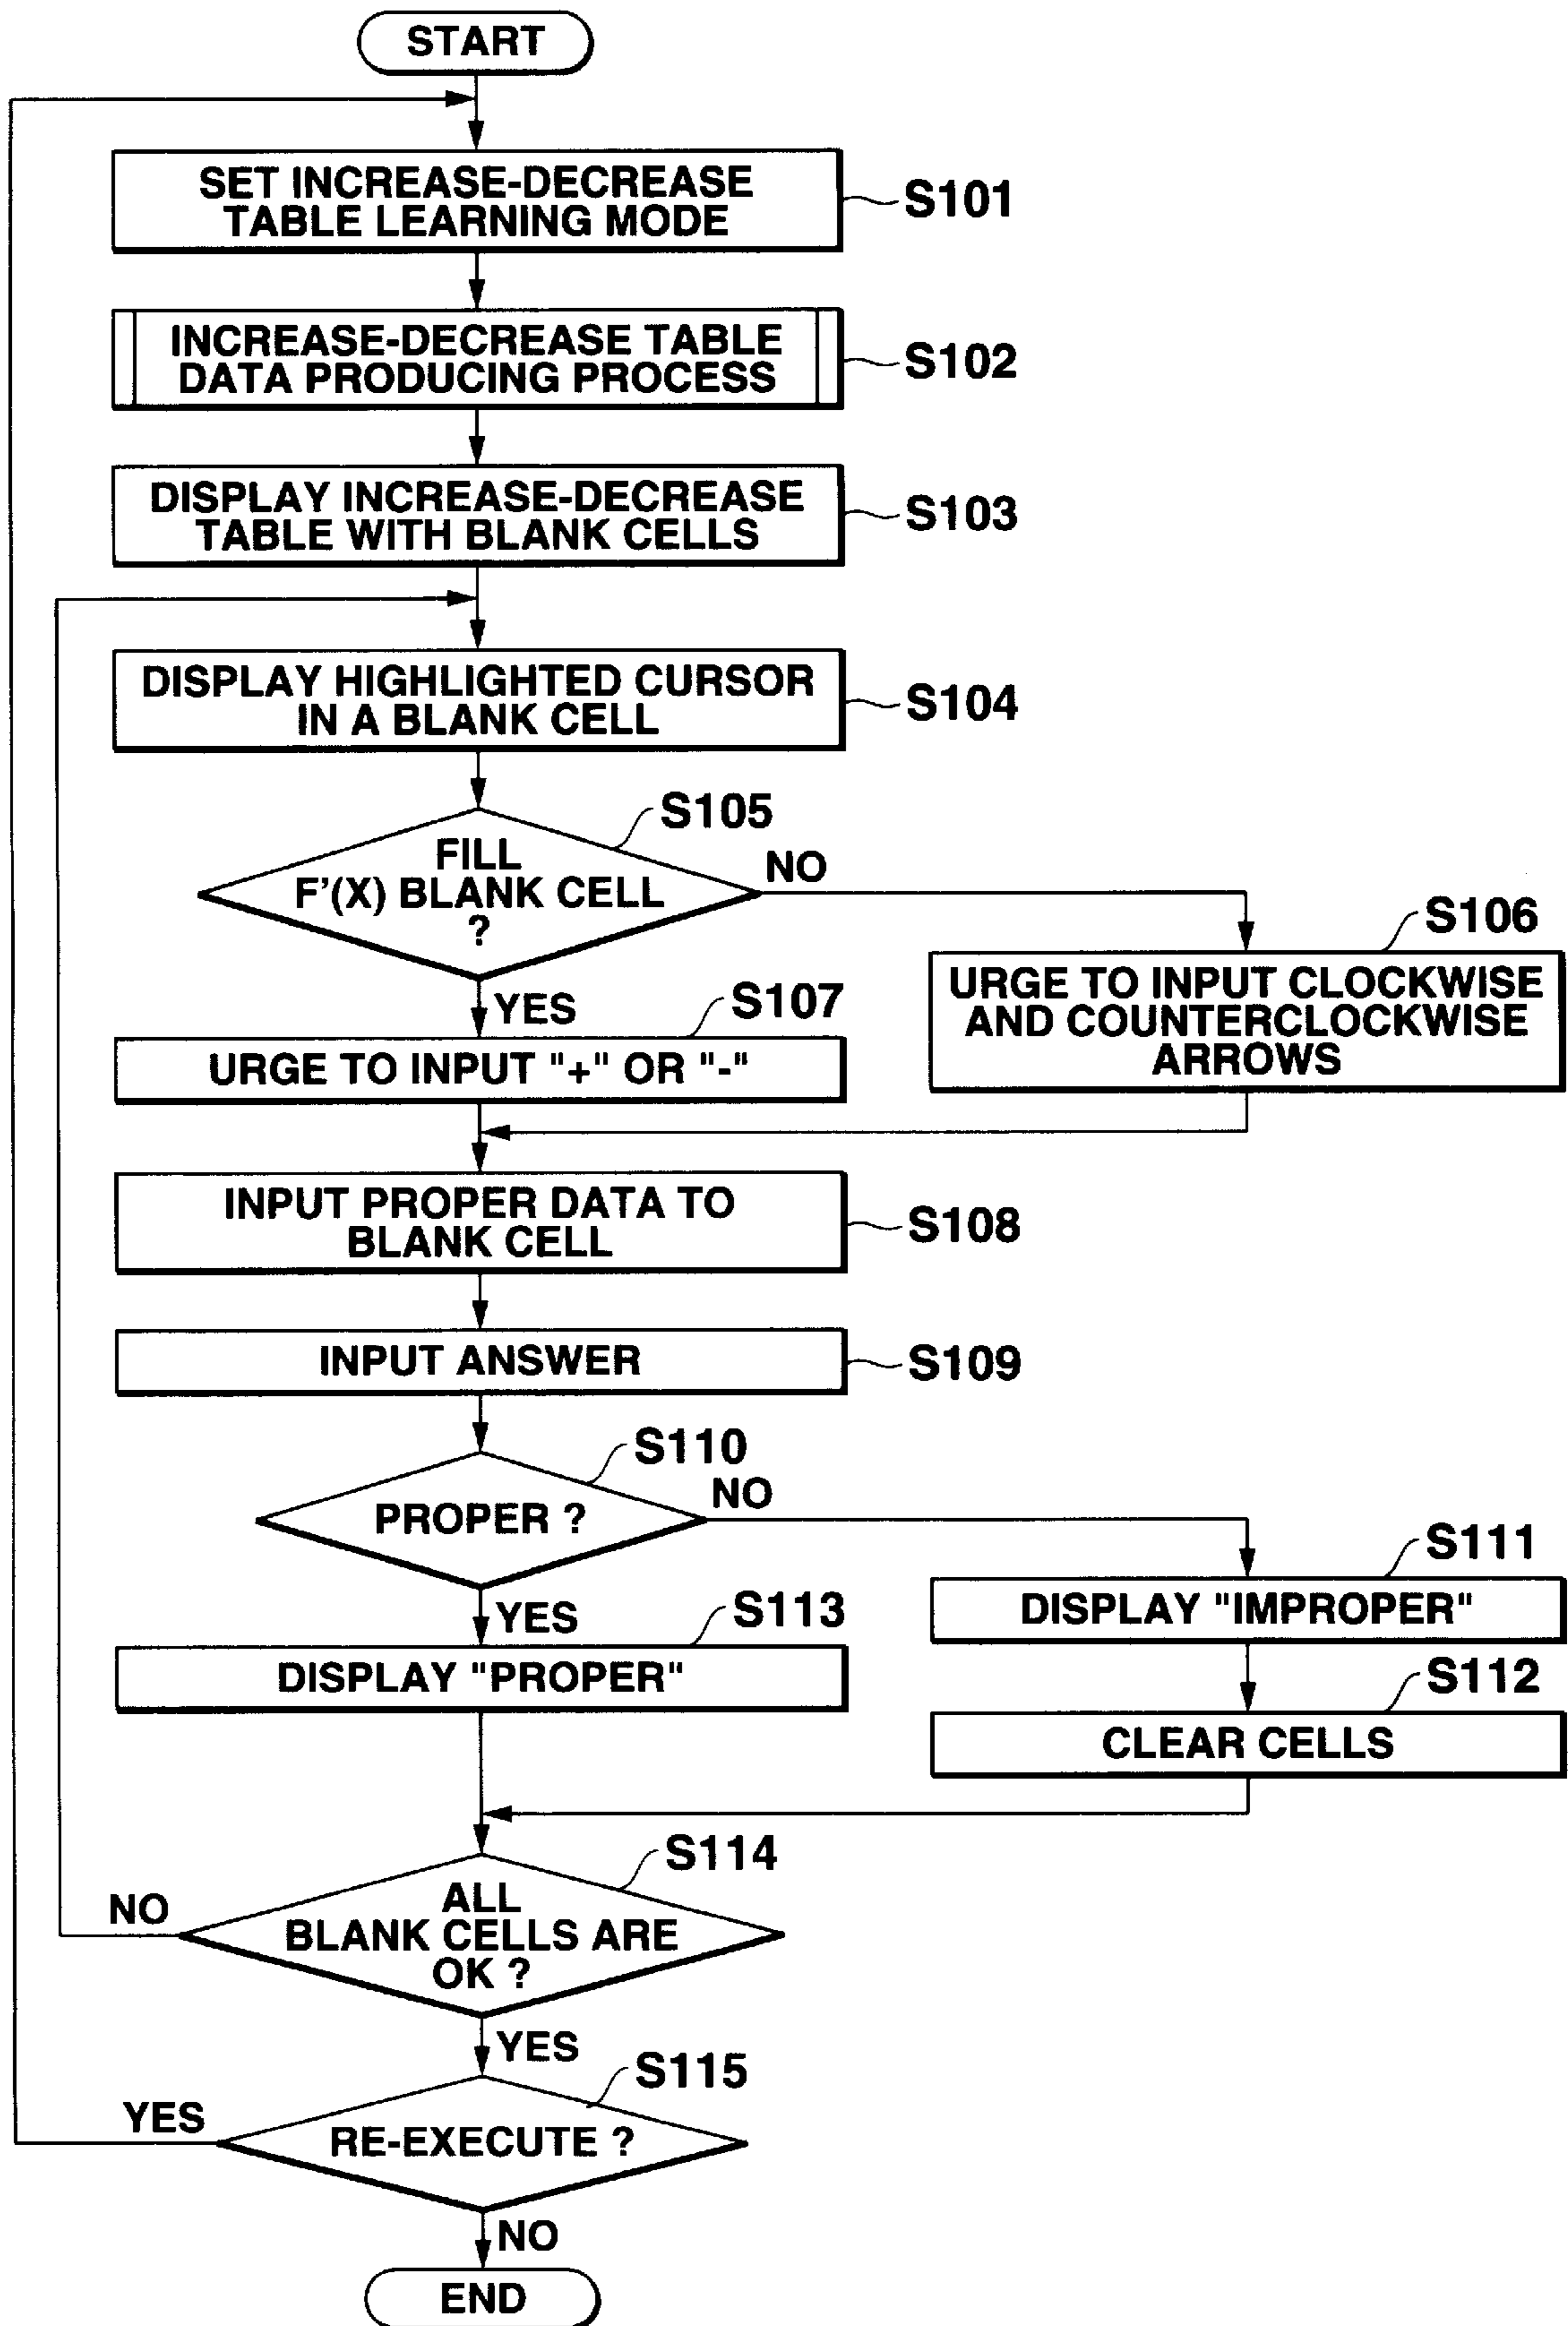 START
SET INCREASE-DECREASE
TABLE LEARNING MODE
S101
INCREASE-DECREASE TABLE
DATA PRODUCING PROCESS
S102
DISPLAY INCREASE-DECREASE
TABLE WITH BLANK CELLS
S103
DISPLAY HIGHLIGHTED CURSOR
IN A BLANK CELL
S104
S105
FILL
F'(X) BLANK CELL
?
NO
S106
URGE TO INPUT CLOCKWISE
AND COUNTERCLOCKWISE
ARROWS
YES
S107
URGE TO INPUT "+" OR "-"
INPUT PROPER DATA TO
BLANK CELL
S108
INPUT ANSWER
S109
S110
PROPER ?
NO
S111
DISPLAY "IMPROPER"
YES
S113
DISPLAY "PROPER"
S112
CLEAR CELLS
S114
ALL
BLANK CELLS ARE
OK ?
NO
YES
S115
RE-EXECUTE ?
YES
NO
END